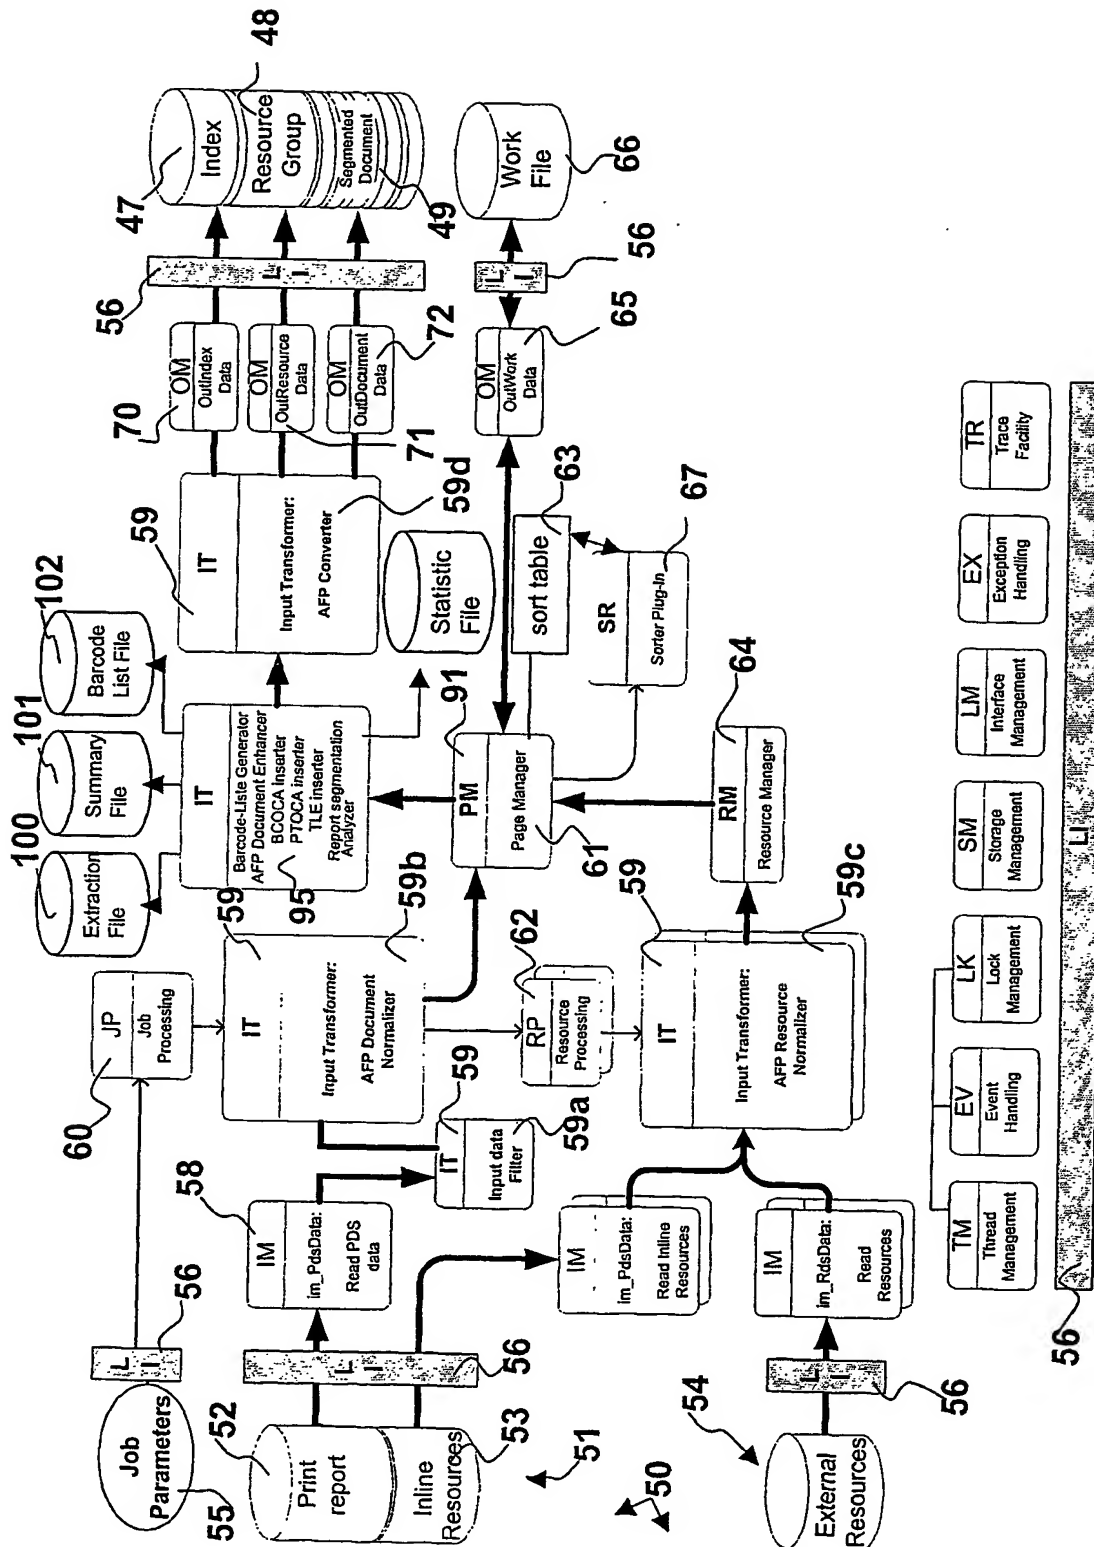 Job
Parameters
55
L
I
56
60
JP
Job
Processing
100
Extraction
File
101
Summary
File
102
Barcode
List File
52
Print
report
Inline
Resources
53
51
50
L
I
56
58
IM
im_PdsData:
Read PDS
data
59
IT
Input data
Filter
59a
59
IT
Input Transformer:
AFP Document
Normalizer
59b
IT
Barcode-Liste Generator
AFP Document Enhancer
BCOCA inserter
PTOCA inserter
TLE inserter
Report segmentation
Analyzer
95
59
IT
Input Transformer:
AFP Converter
59d
Statistic
File
70
OM
OutIndex
Data
OM
OutResource
Data
71
OM
OutDocument
Data
72
56
L
I
47
Index
48
Resource
Group
Segmented
Document
49
PM
91
Page Manager
61
OM
OutWork
Data
65
L
I
56
Work
File
66
sort table
63
SR
Sorter Plug-In
67
62
RP
Resource
Processing
IM
im_PdsData:
Read Inline
Resources
IM
im_RdsData:
Read
Resources
54
External
Resources
L
I
56
59
IT
Input Transformer:
AFP Resource
Normalizer
59c
RM
Resource Manager
64
TM
Thread
Management
EV
Event
Handling
LK
Lock
Management
SM
Storage
Management
LM
Interface
Management
EX
Exception
Handling
TR
Trace
Facility
LI
56